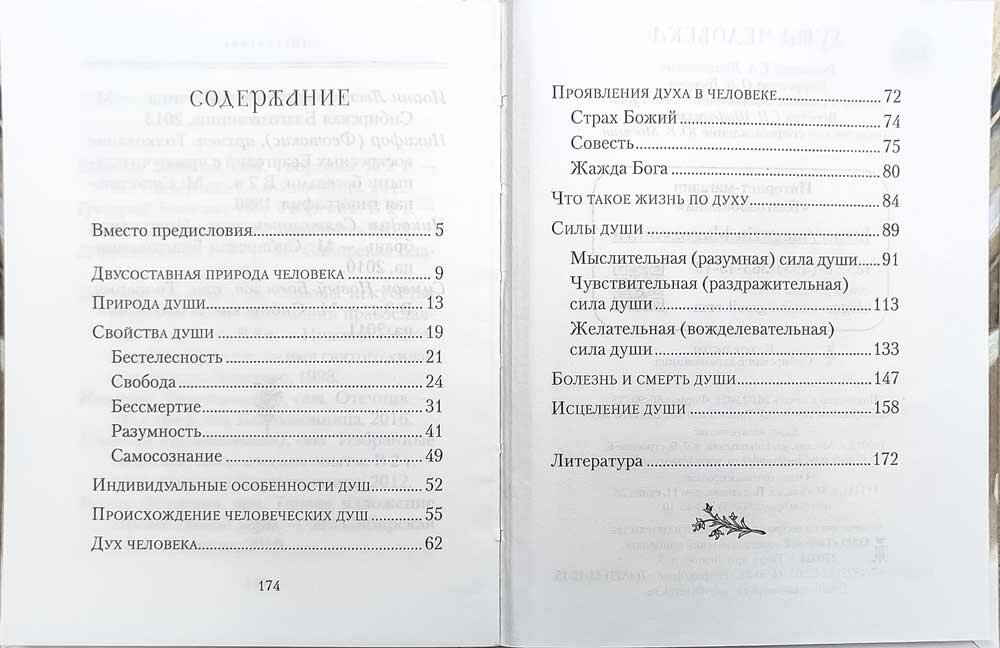 СОДЕРЖАНИЕ
Вместо предисловия 5
Двусоставная природа человека 9
Природа души 13
Свойства души 19
Бестелесность 21
Свобода 24
Бессмертие 31
Разумность 41
Самосознание 49
Индивидуальные особенности душ 52
Происхождение человеческих душ 55
Дух человека 62
174
Проявления духа в человеке 72
Страх Божий 74
Совесть 75
Жажда Бога 80
Что такое жизнь по духу 84
Силы души 89
Мыслительная (разумная) сила души 91
Чувствительная (раздражительная)
сила души 113
Желательная (вожделевательная)
сила души 133
Болезнь и смерть души 147
Исцеление души 158
Литература 172